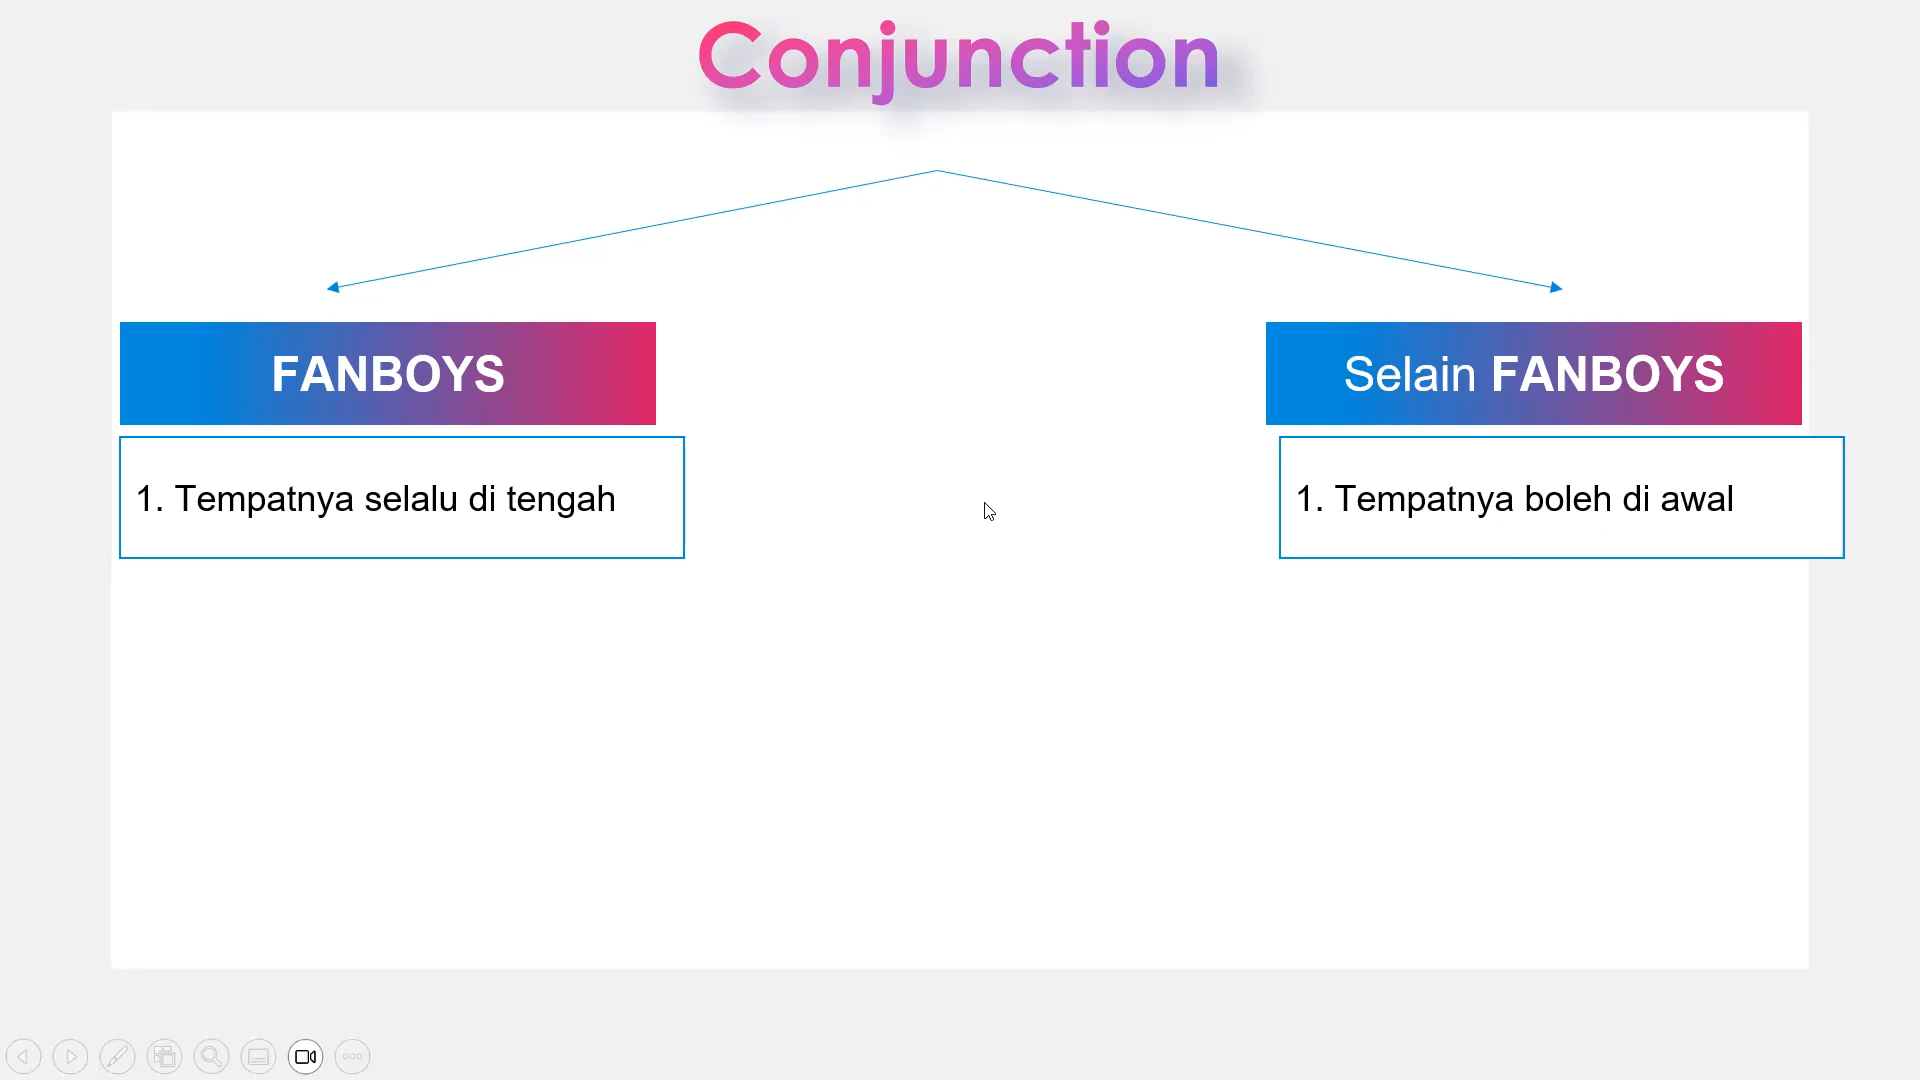 Conjunction
FANBOYS
Selain FANBOYS
1. Tempatnya selalu di tengah
1. Tempatnya boleh di awal